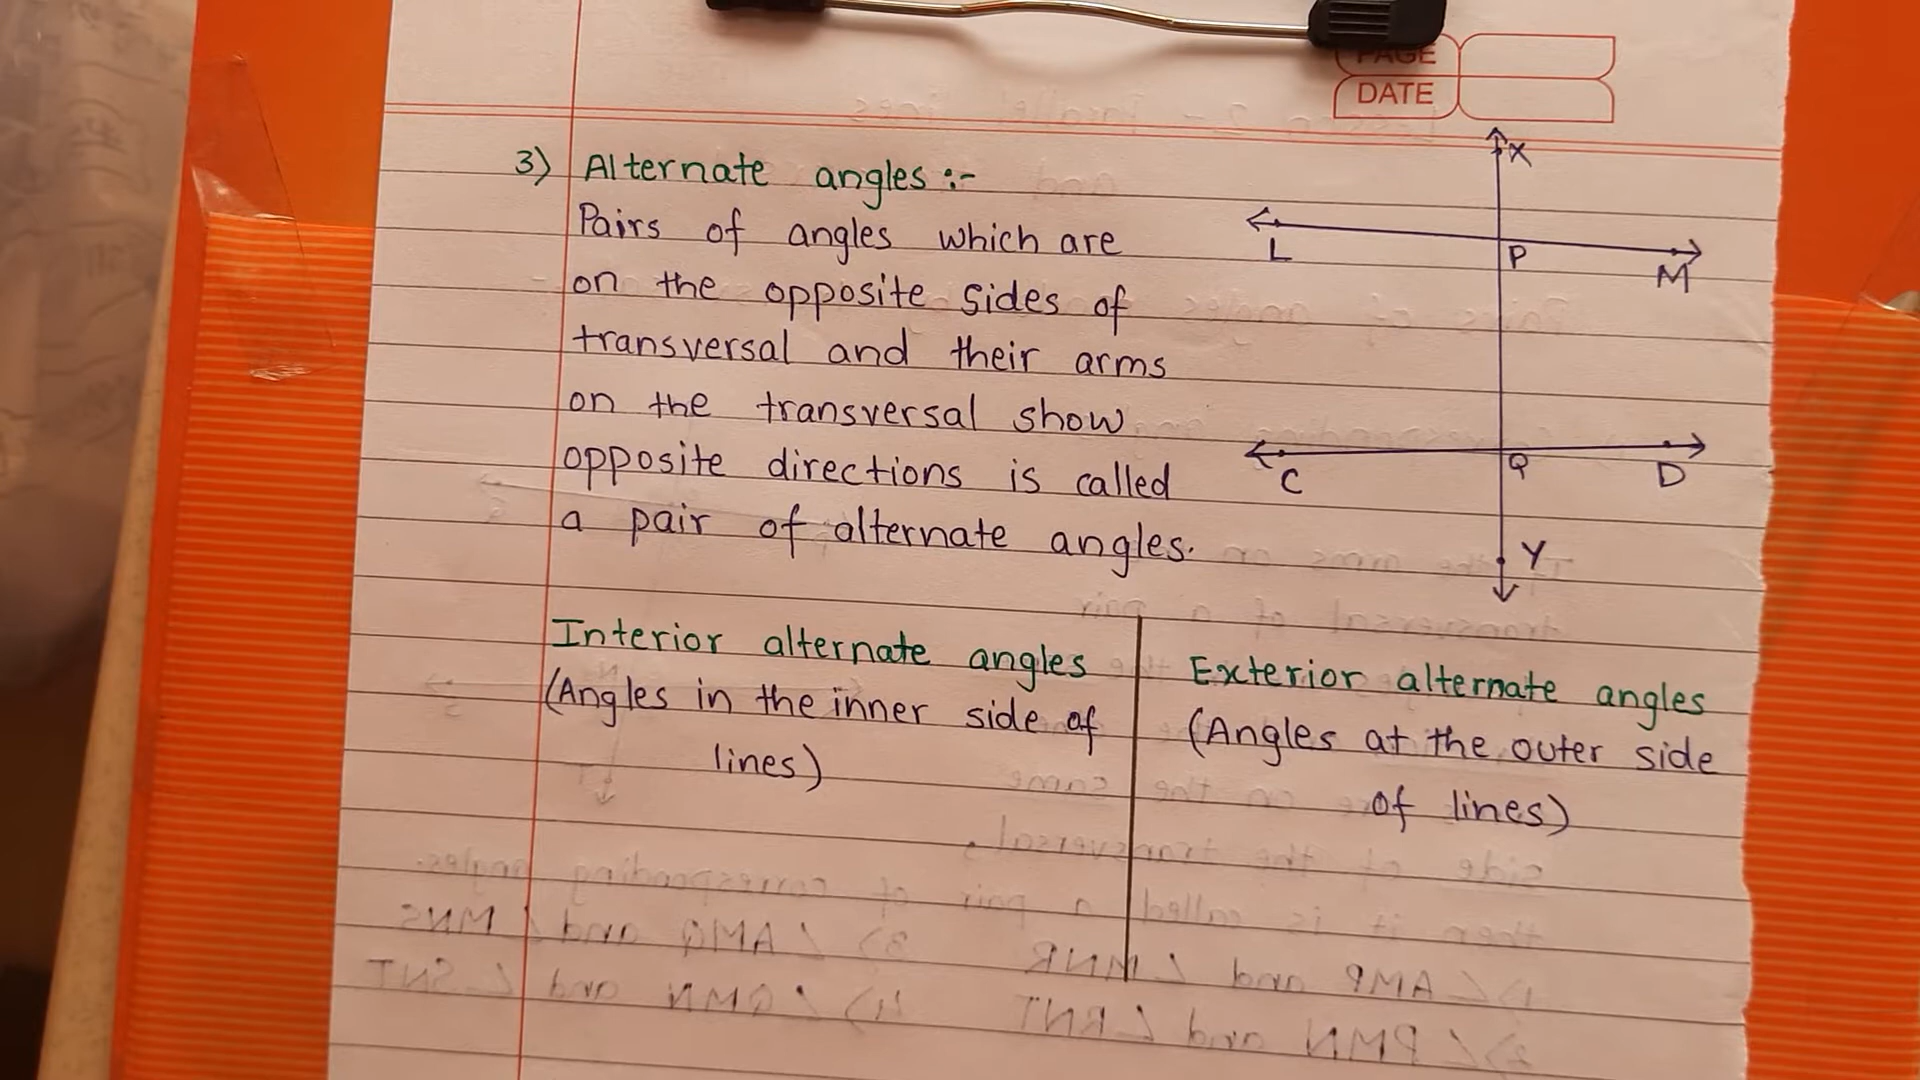 PAGE
DATE
3) Alternate angles :-
Pairs of angles which are
on the opposite sides of
transversal and their arms
on the transversal show
opposite directions is called
a pair of alternate angles.
X
L
P
M
C
Q
D
Y
Interior alternate angles
(Angles in the inner side of
lines)
Exterior alternate angles
(Angles at the outer side
of lines)